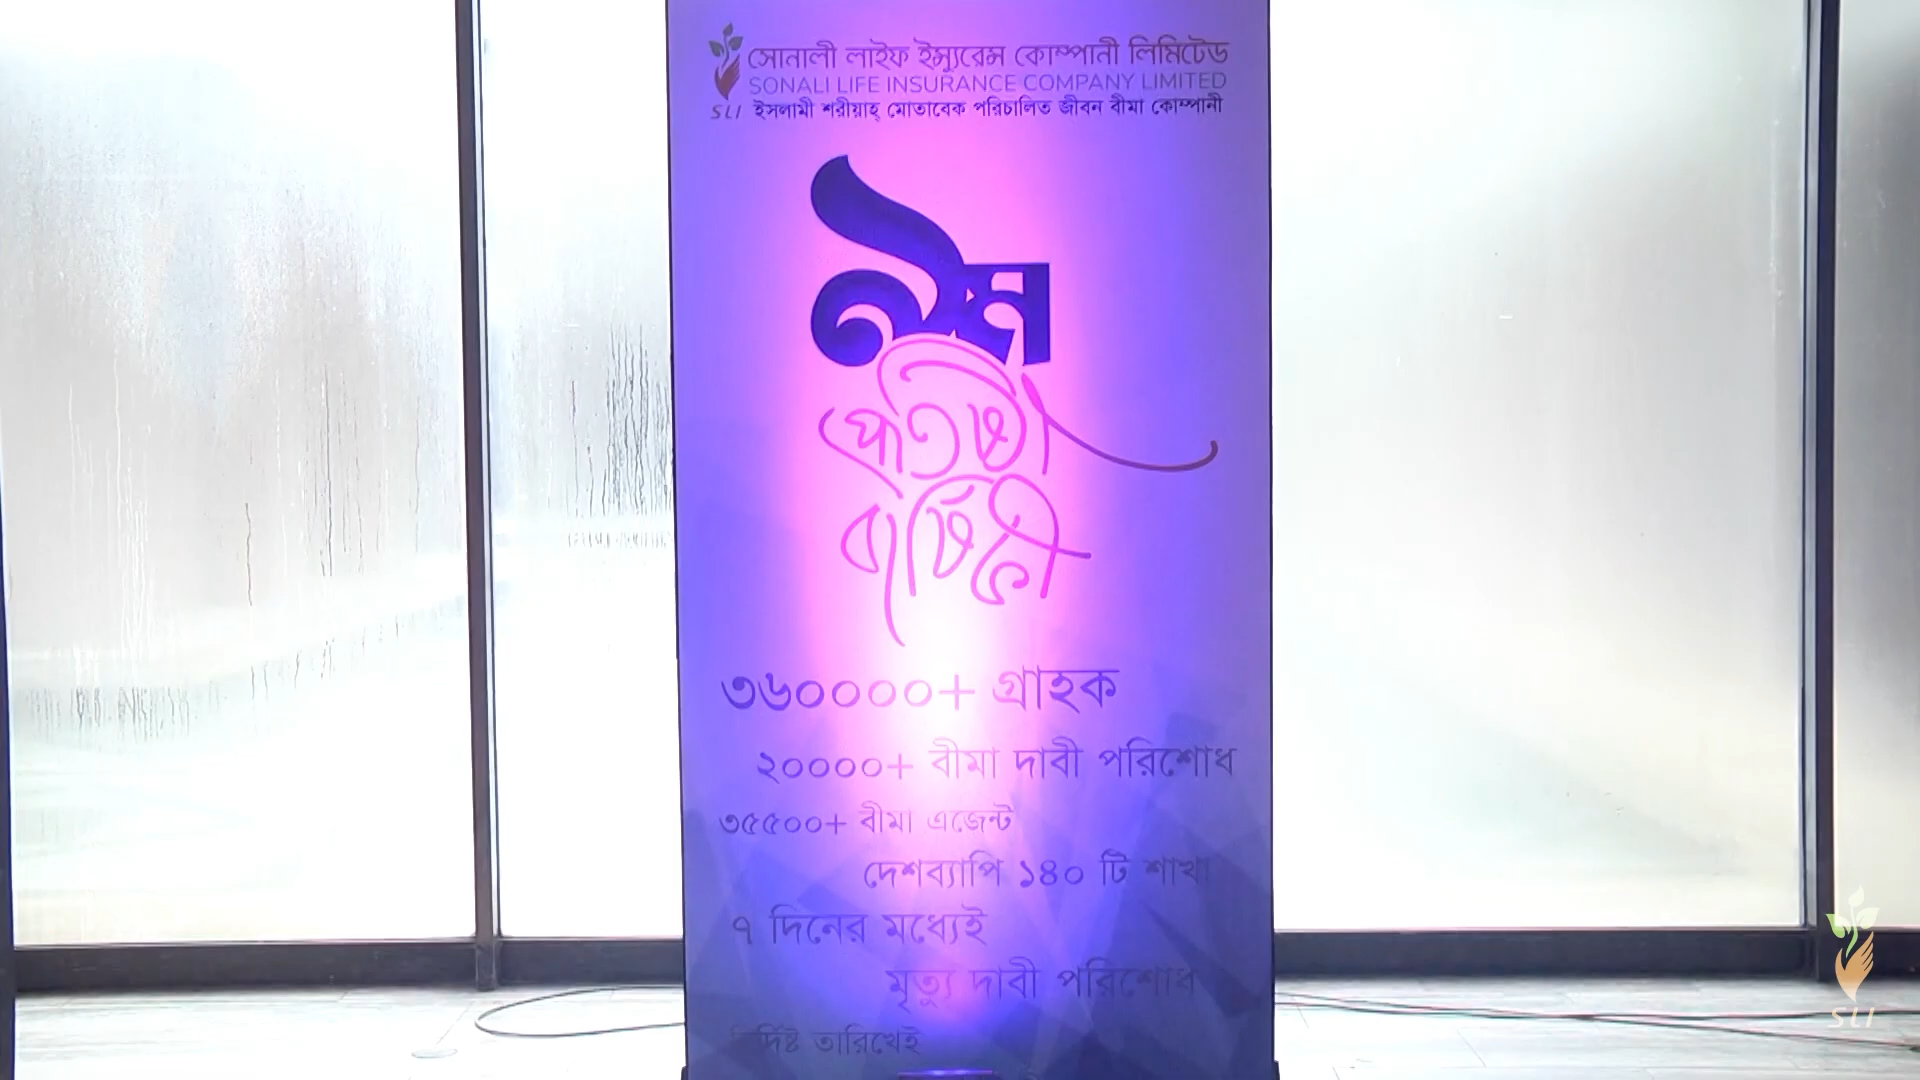 সোনালী লাইফ ইন্স্যুরেন্স কোম্পানী লিমিটেড
SONALI LIFE INSURANCE COMPANY LIMITED
SLI ইসলামী শরীয়াহ্ মোতাবেক পরিচালিত জীবন বীমা কোম্পানী
৯ম
প্রতিষ্ঠা
বার্ষিকী
৩৬০০০০+ গ্রাহক
২০০০০+ বীমা দাবী পরিশোধ
৩৫৫০০+ বীমা এজেন্ট
দেশব্যাপি ১৪০ টি শাখা
৭ দিনের মধ্যেই
মৃত্যু দাবী পরিশোধ
তারিখেই
SLI